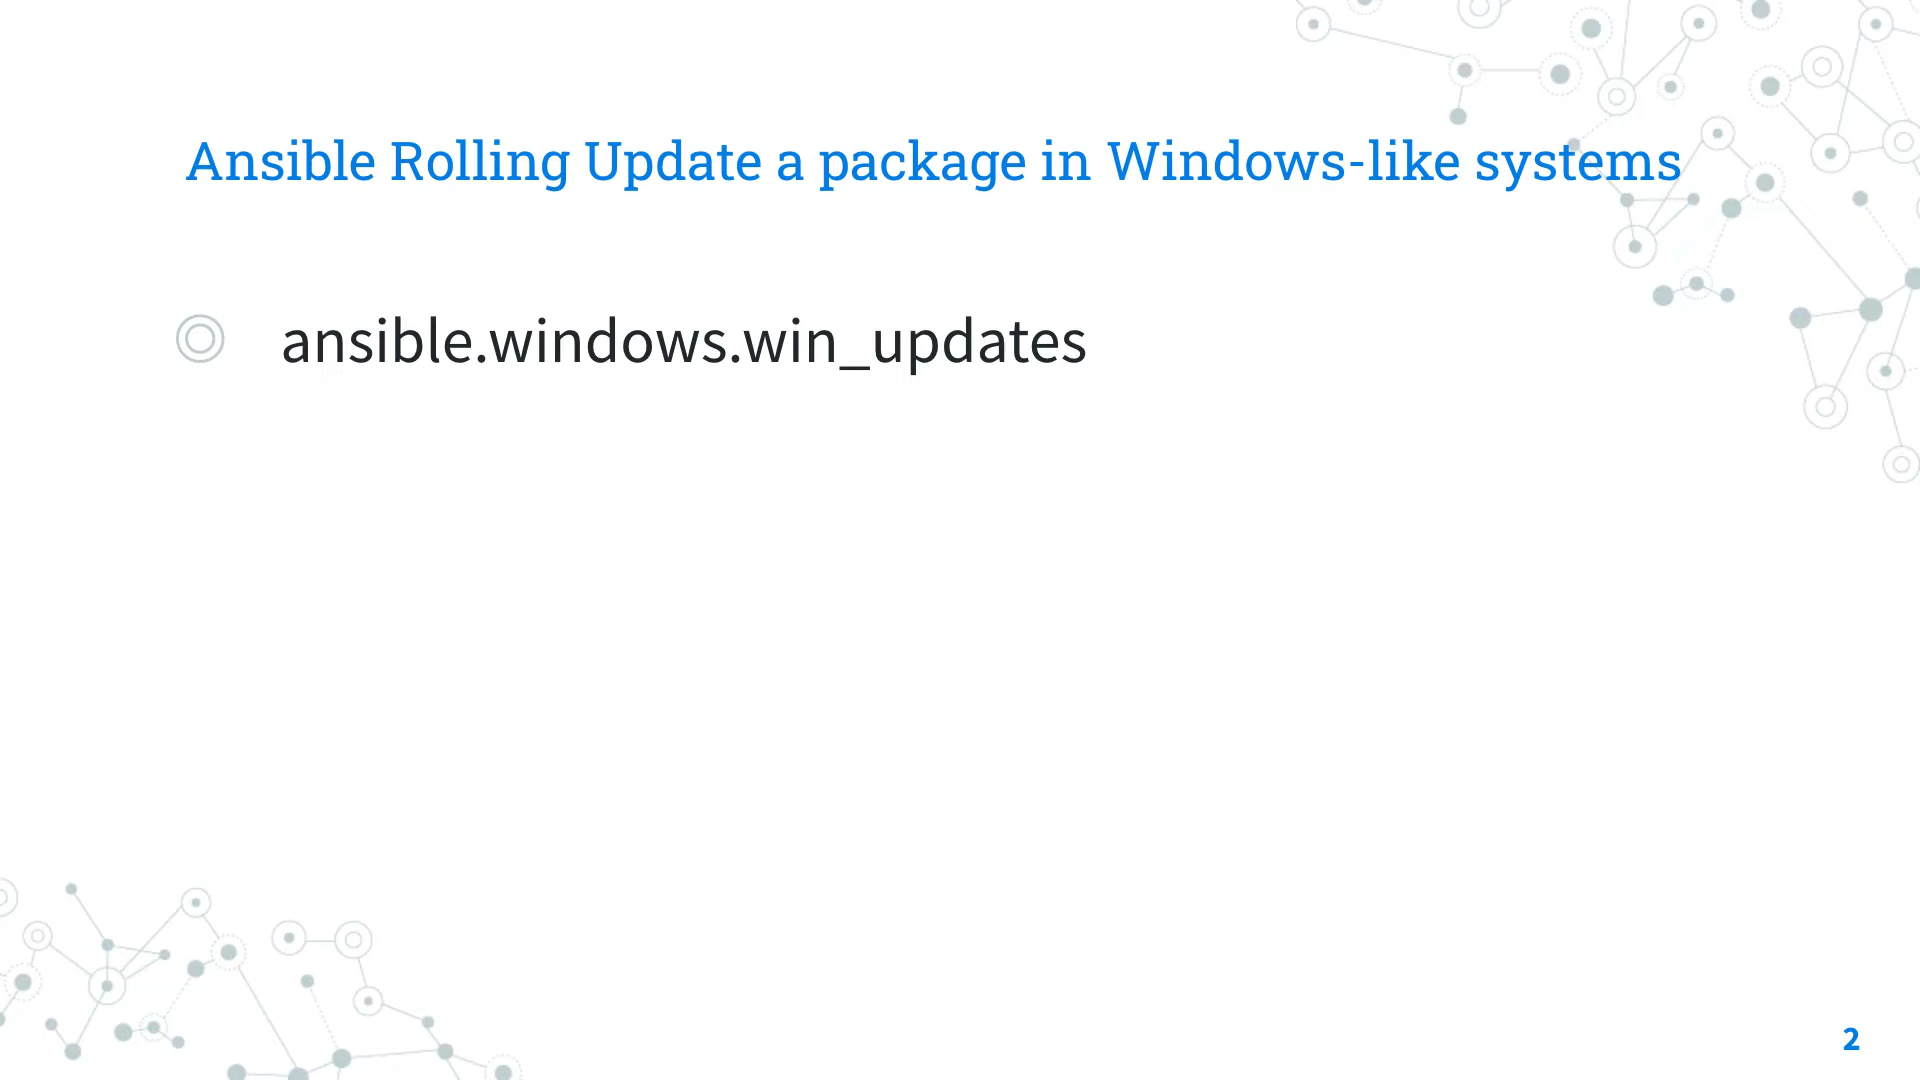 Ansible Rolling Update a package in Windows-like systems
ansible.windows.win_updates
2